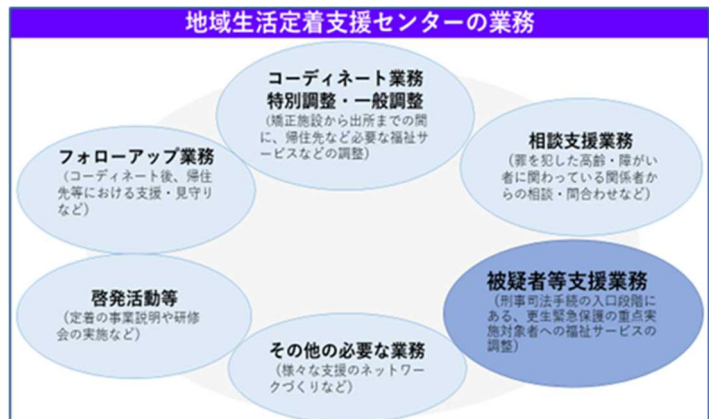 地域生活定着支援センターの業務
コーディネート業務
特別調整・一般調整
(矯正施設から出所までの間
に、帰住先など必要な福祉サー
ビスなどの調整)
相談支援業務
(罪を犯した高齢・障がい
者に関わっている関係者か
らの相談・問合わせなど)
被疑者等支援業務
(刑事司法手続の入口段階に
ある、更生緊急保護の重点実
施対象者への福祉サービスの
調整)
その他の必要な業務
(様々な支援のネットワー
クづくりなど)
啓発活動等
(定着の事業説明や研修
会の実施など)
フォローアップ業務
(コーディネート後、帰住
先等における支援・見守り
など)